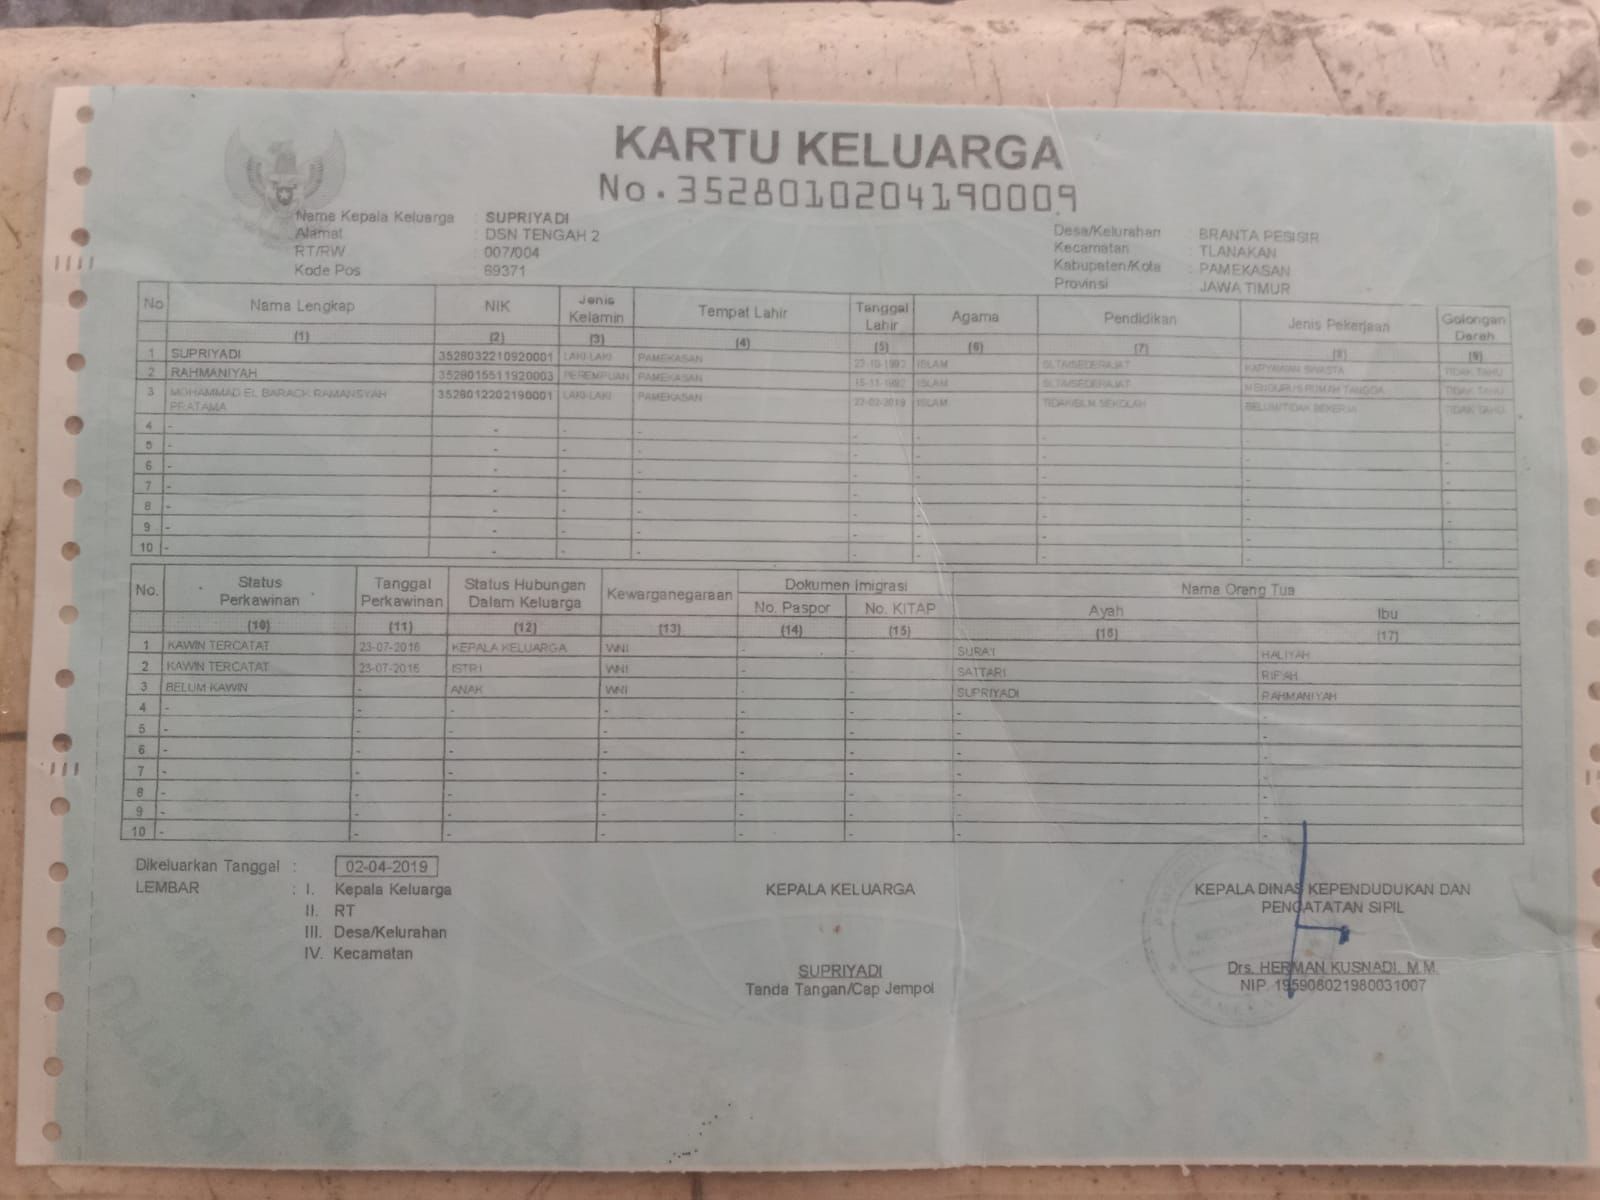 KARTU KELUARGA
No. 3528010204190009
Nama Kepala Keluarga : SUPRIYADI
Alamat : DSN TENGAH 2
RT/RW : 007/004
Kode Pos : 69371
Desa/Kelurahan : BRANTA PESISIR
Kecamatan : TLANAKAN
Kabupaten/Kota : PAMEKASAN
Provinsi : JAWA TIMUR
No Nama Lengkap NIK Jenis Kelamin Tempat Lahir Tanggal Lahir Agama Pendidikan Jenis Pekerjaan Golongan Darah
(1) (2) (3) (4) (5) (6) (7) (8) (9)
1 SUPRIYADI 3528032210920001 LAKI-LAKI PAMEKASAN 22-10-1992 ISLAM SLTA/SEDERAJAT KARYAWAN SWASTA TIDAK TAHU
2 RAHMANIYAH 3528015511920003 PEREMPUAN PAMEKASAN 15-11-1992 ISLAM SLTA/SEDERAJAT MENGURUS RUMAH TANGGA TIDAK TAHU
3 MOHAMMAD EL BARACK RAMANSYAH PRATAMA 3528012202190001 LAKI-LAKI PAMEKASAN 22-02-2019 ISLAM TIDAK/BLM SEKOLAH BELUM/TIDAK BEKERJA TIDAK TAHU
4 - - - - - - - - -
5 - - - - - - - - -
6 - - - - - - - - -
7 - - - - - - - - -
8 - - - - - - - - -
9 - - - - - - - - -
10 - - - - - - - - -
No. Status Perkawinan Tanggal Perkawinan Status Hubungan Dalam Keluarga Kewarganegaraan Dokumen Imigrasi Nama Orang Tua
No. Paspor No. KITAP Ayah Ibu
(10) (11) (12) (13) (14) (15) (16) (17)
1 KAWIN TERCATAT 23-07-2016 KEPALA KELUARGA WNI - - SURA'I HALIYAH
2 KAWIN TERCATAT 23-07-2016 ISTRI WNI - - SATTARI RIF'AH
3 BELUM KAWIN - ANAK WNI - - SUPRIYADI RAHMANIYAH
4 - - - - - - - -
5 - - - - - - - -
6 - - - - - - - -
7 - - - - - - - -
8 - - - - - - - -
9 - - - - - - - -
10 - - - - - - - -
Dikeluarkan Tanggal : 02-04-2019
LEMBAR : I. Kepala Keluarga
II. RT
III. Desa/Kelurahan
IV. Kecamatan
KEPALA KELUARGA
SUPRIYADI
Tanda Tangan/Cap Jempol
KEPALA DINAS KEPENDUDUKAN DAN
PENCATATAN SIPIL
Drs. HERMAN KUSNADI, M.M.
NIP. 195908021980031007